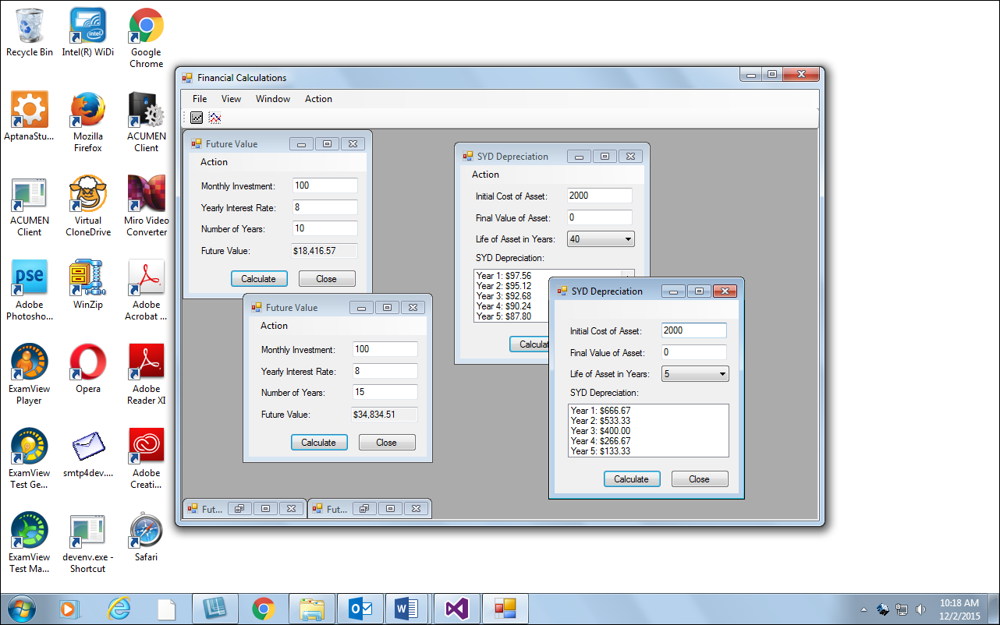 Recycle Bin
Intel(R) WiDi
Google
Chrome
AptanaStu...
Mozilla
Firefox
ACUMEN
Client
ACUMEN
Client
Virtual
CloneDrive
Miro Video
Converter
pse
Adobe
Photosho...
WinZip
Adobe
Acrobat ...
ExamView
Player
Opera
Adobe
Reader XI
ExamView
Test Ge...
smtp4dev....
Adobe
Creati...
ExamView
Test Ma...
devenv.exe -
Shortcut
Safari
Financial Calculations
File View Window Action
Future Value
Action
Monthly Investment: 100
Yearly Interest Rate: 8
Number of Years: 10
Future Value: $18,416.57
Calculate Close
Future Value
Action
Monthly Investment: 100
Yearly Interest Rate: 8
Number of Years: 15
Future Value: $34,834.51
Calculate Close
SYD Depreciation
Action
Initial Cost of Asset: 2000
Final Value of Asset: 0
Life of Asset in Years: 40
SYD Depreciation:
Year 1: $97.56
Year 2: $95.12
Year 3: $92.68
Year 4: $90.24
Year 5: $87.80
Calculat
SYD Depreciation
Initial Cost of Asset: 2000
Final Value of Asset: 0
Life of Asset in Years: 5
SYD Depreciation:
Year 1: $666.67
Year 2: $533.33
Year 3: $400.00
Year 4: $266.67
Year 5: $133.33
Calculate Close
Fut...
Fut...
10:18 AM
12/2/2015